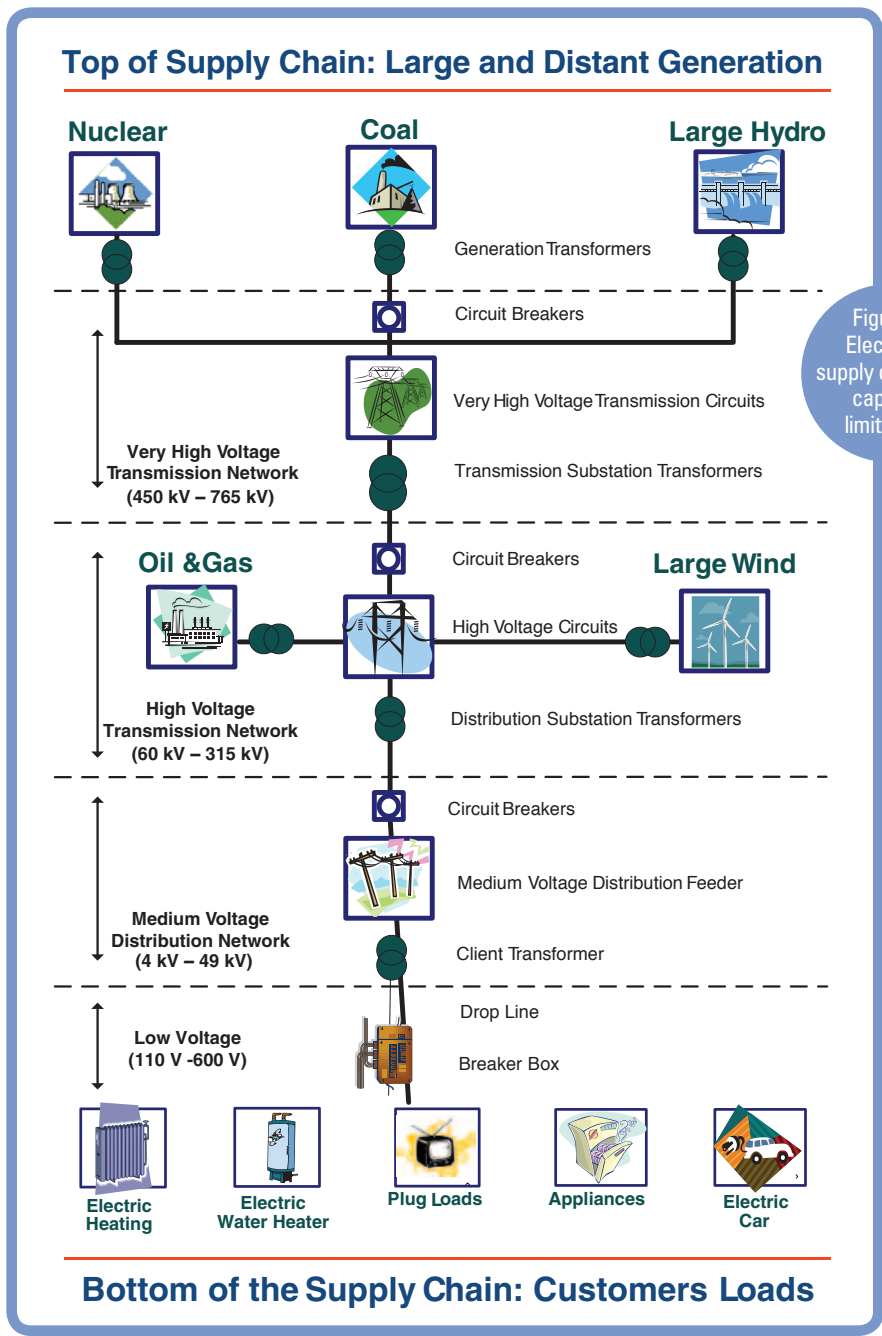 Top of Supply Chain: Large and Distant Generation
Nuclear
Coal
Large Hydro
Generation Transformers
Circuit Breakers
Very High Voltage Transmission Circuits
Very High Voltage
Transmission Network
(450 kV – 765 kV)
Transmission Substation Transformers
Circuit Breakers
Oil &Gas
Large Wind
High Voltage Circuits
High Voltage
Transmission Network
(60 kV – 315 kV)
Distribution Substation Transformers
Circuit Breakers
Medium Voltage Distribution Feeder
Medium Voltage
Distribution Network
(4 kV – 49 kV)
Client Transformer
Drop Line
Low Voltage
(110 V -600 V)
Breaker Box
Electric
Heating
Electric
Water Heater
Plug Loads
Appliances
Electric
Car
Bottom of the Supply Chain: Customers Loads
supply